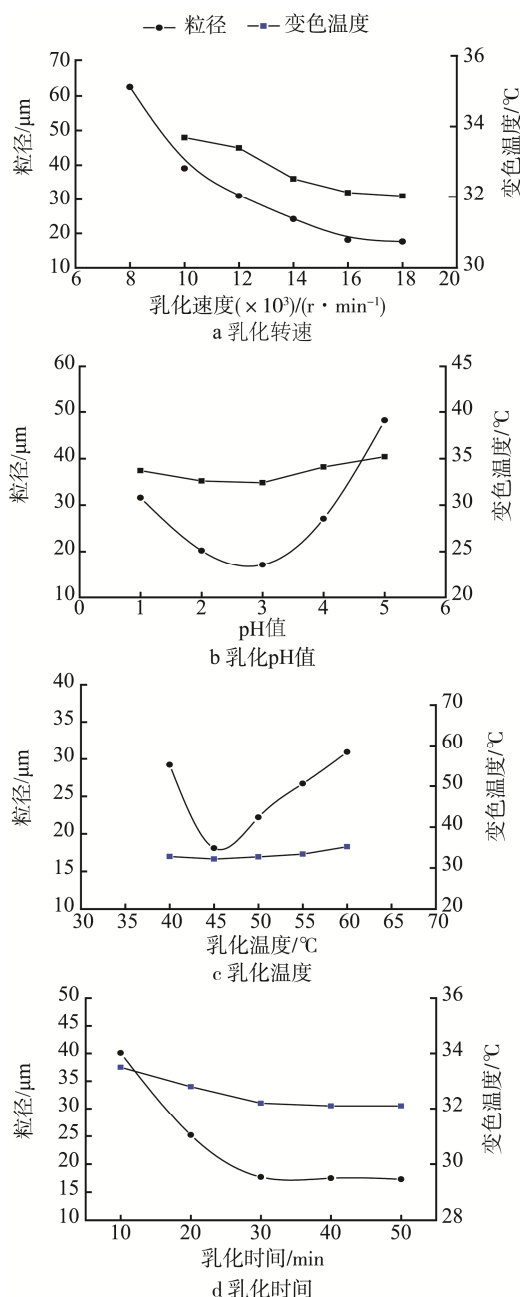 粒径 变色温度
70
60
50
40
30
20
10
粒径/μm
36
34
32
30
变色温度/℃
6 8 10 12 14 16 18 20
乳化速度(×10³)/(r·min⁻¹)
a 乳化转速
60
50
40
30
20
10
粒径/μm
45
40
35
30
25
20
变色温度/℃
0 1 2 3 4 5 6
pH值
b 乳化pH值
40
35
30
25
20
15
10
粒径/μm
70
60
50
40
30
20
变色温度/℃
30 35 40 45 50 55 60 65 70
乳化温度/℃
c 乳化温度
50
45
40
35
30
25
20
15
10
粒径/μm
36
34
32
30
28
变色温度/℃
10 20 30 40 50
乳化时间/min
d 乳化时间